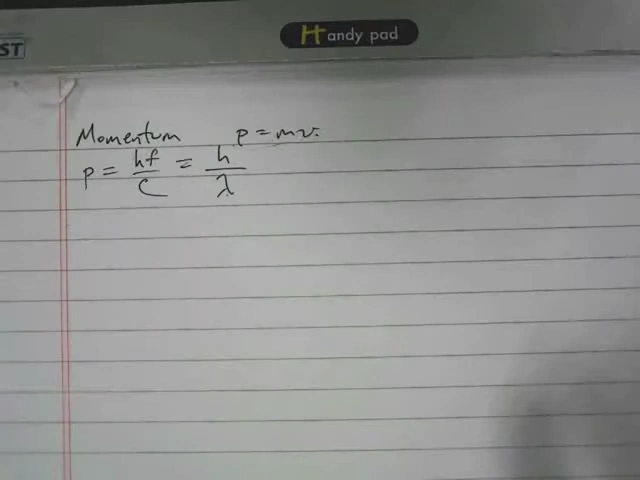 ST
Handy pad
Momentum p = mv.
p = hf/c = h/λ